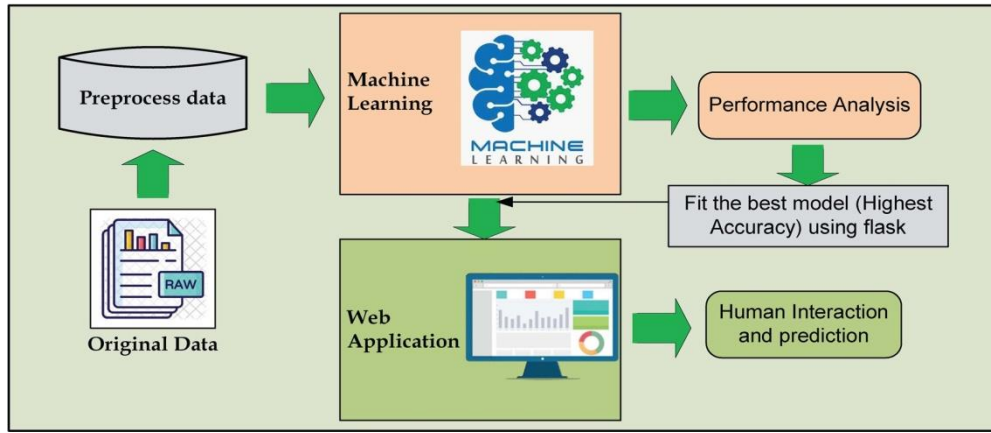 Preprocess data
Machine
Learning
MACHINE
LEARNING
Performance Analysis
Fit the best model (Highest
Accuracy) using flask
RAW
Original Data
Web
Application
Human Interaction
and prediction